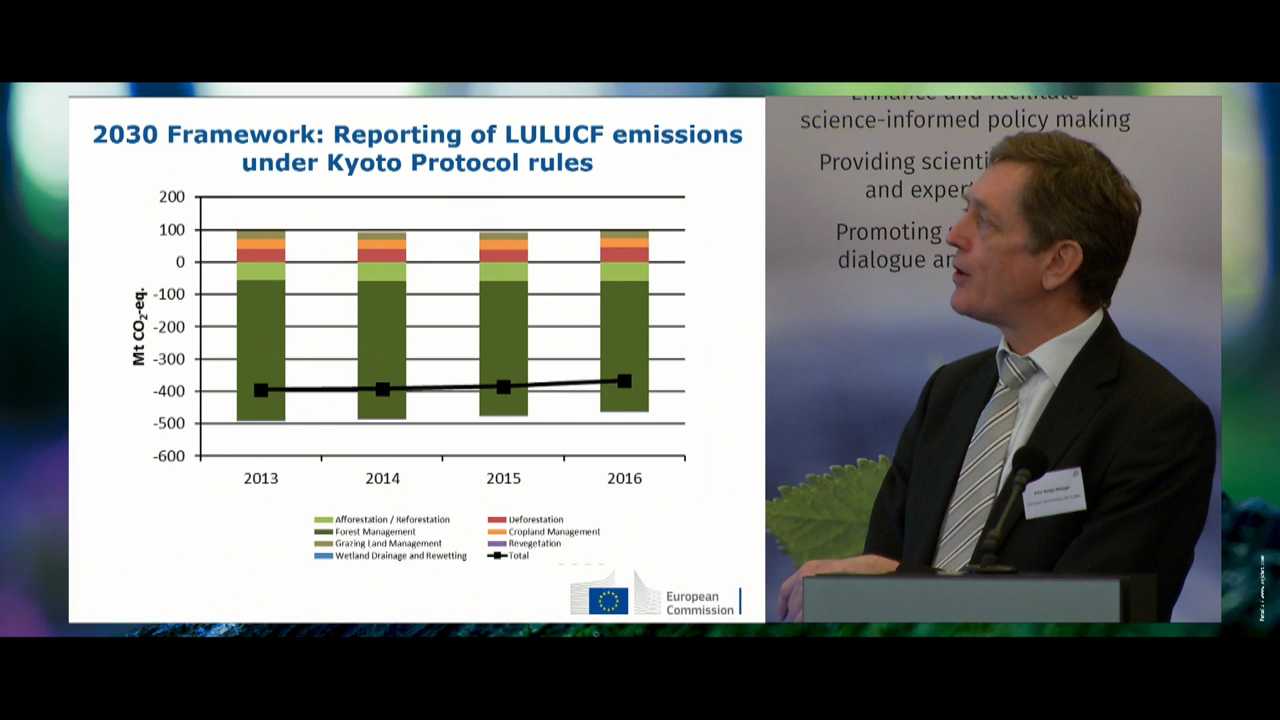 2030 Framework: Reporting of LULUCF emissions
under Kyoto Protocol rules
200
100
0
-100
-200
-300
-400
-500
-600
Mt CO₂-eq.
2013 2014 2015 2016
Afforestation / Reforestation Deforestation
Forest Management Cropland Management
Grazing Land Management Revegetation
Wetland Drainage and Rewetting Total
European
Commission
Enhance and facilitate
science-informed policy making
Providing
and
Promoting
dialogue